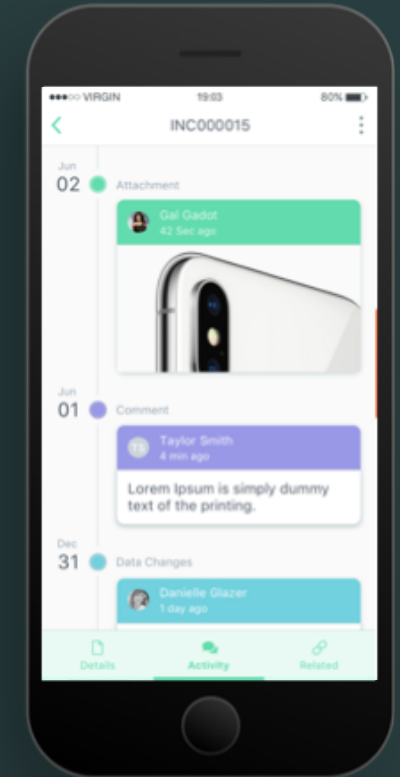 VIRGIN 19:03 80%
INC000015
Jun
02 Attachment
Gal Gadot
42 Sec ago
Jun
01 Comment
TS Taylor Smith
4 min ago
Lorem Ipsum is simply dummy
text of the printing.
Dec
31 Data Changes
Danielle Glazer
1 day ago
Details Activity Related